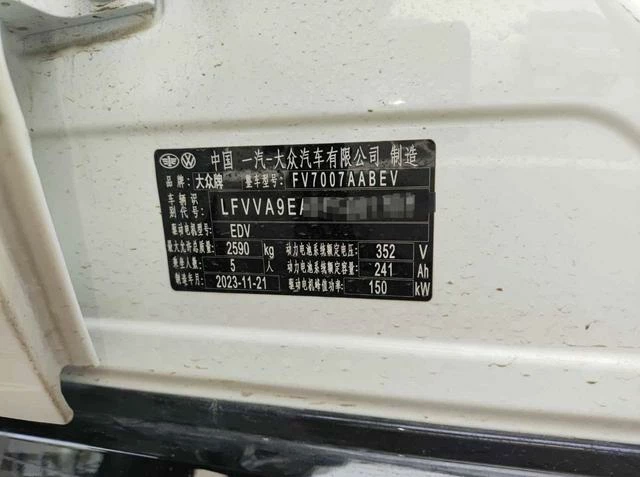 中国 一汽-大众汽车有限公司 制造
大众牌 整车型号: FV7007AABEV
车辆识别代号: LFVVA9E
驱动电机型号: EDV
最大允许总质量: 2590 kg 动力电池系统额定电压: 352 V
乘坐人数: 5 人 动力电池系统额定容量: 241 Ah
制造年月: 2023-11-21 驱动电机峰值功率: 150 kW